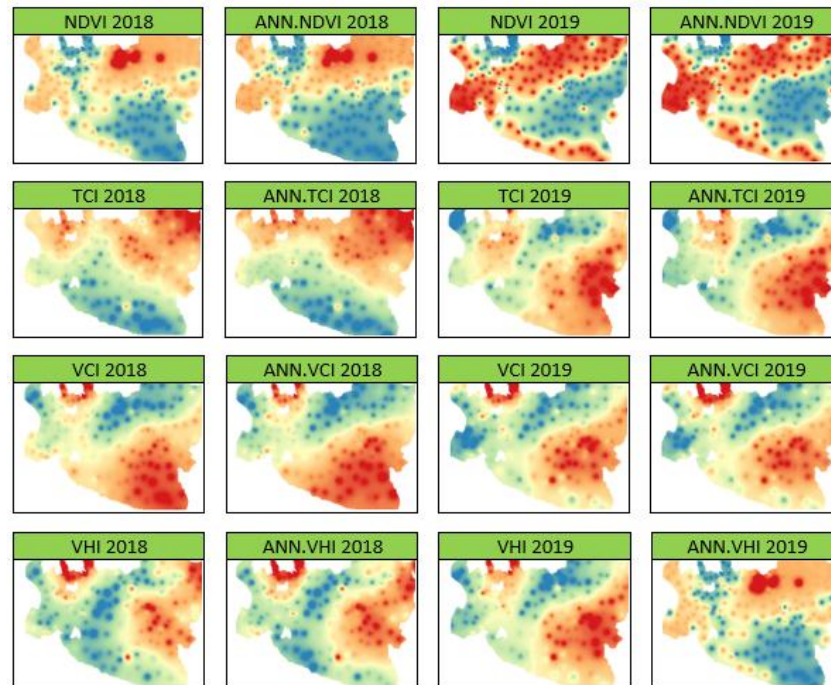 NDVI 2018
ANN.NDVI 2018
NDVI 2019
ANN.NDVI 2019
TCI 2018
ANN.TCI 2018
TCI 2019
ANN.TCI 2019
VCI 2018
ANN.VCI 2018
VCI 2019
ANN.VCI 2019
VHI 2018
ANN.VHI 2018
VHI 2019
ANN.VHI 2019